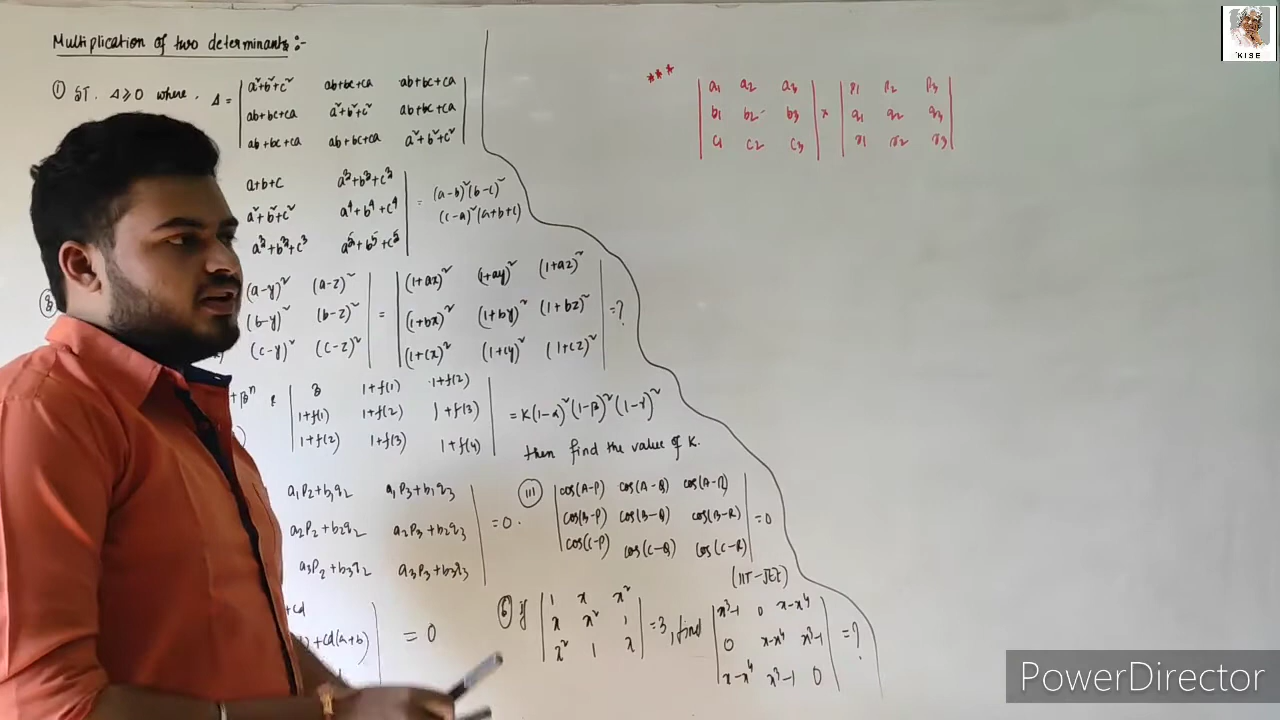 Multiplication of two determinants :-
① ST. Δ ≥ 0 where, Δ = | a²+b²+c² ab+bc+ca ab+bc+ca |
| ab+bc+ca a²+b²+c² ab+bc+ca |
| ab+bc+ca ab+bc+ca a²+b²+c² |
a+b+c a³+b³+c³ |
a²+b²+c² a⁴+b⁴+c⁴ | = (a-b)²(b-c)²
a³+b³+c³ a⁵+b⁵+c⁵ | (c-a)²(a+b+c)
(a-y)² (a-z)² | | (1+ax)² (1+ay)² (1+az)² |
(b-y)² (b-z)² | = | (1+bx)² (1+by)² (1+bz)² | = ?
(c-y)² (c-z)² | | (1+cx)² (1+cy)² (1+cz)² |
+βⁿ & | 3 1+f(1) 1+f(2) |
| 1+f(1) 1+f(2) 1+f(3) | = K(1-α)²(1-β)²(1-γ)²
| 1+f(2) 1+f(3) 1+f(4) | then find the value of K.
a₁P₂+b₁q₂ a₁P₃+b₁q₃ |
a₂P₂+b₂q₂ a₂P₃+b₂q₃ | = 0.
a₃P₂+b₃q₂ a₃P₃+b₃q₃ |
(iii) | cos(A-P) cos(A-Q) cos(A-R) |
| cos(B-P) cos(B-Q) cos(B-R) | = 0
| cos(C-P) cos(C-Q) cos(C-R) |
(IIT-JEE)
+cd
+cd(a+b) | = 0
⑥ If | 1 x x² |
| x x² 1 | = 3, find
| x² 1 x |
| x³-1 0 x-x⁴ |
| 0 x-x⁴ x³-1 | = ?
| x-x⁴ x³-1 0 |
*** | a₁ a₂ a₃ | | P₁ P₂ P₃ |
| b₁ b₂ b₃ | × | q₁ q₂ q₃ |
| c₁ c₂ c₃ | | r₁ r₂ r₃ |
KISE
PowerDirector